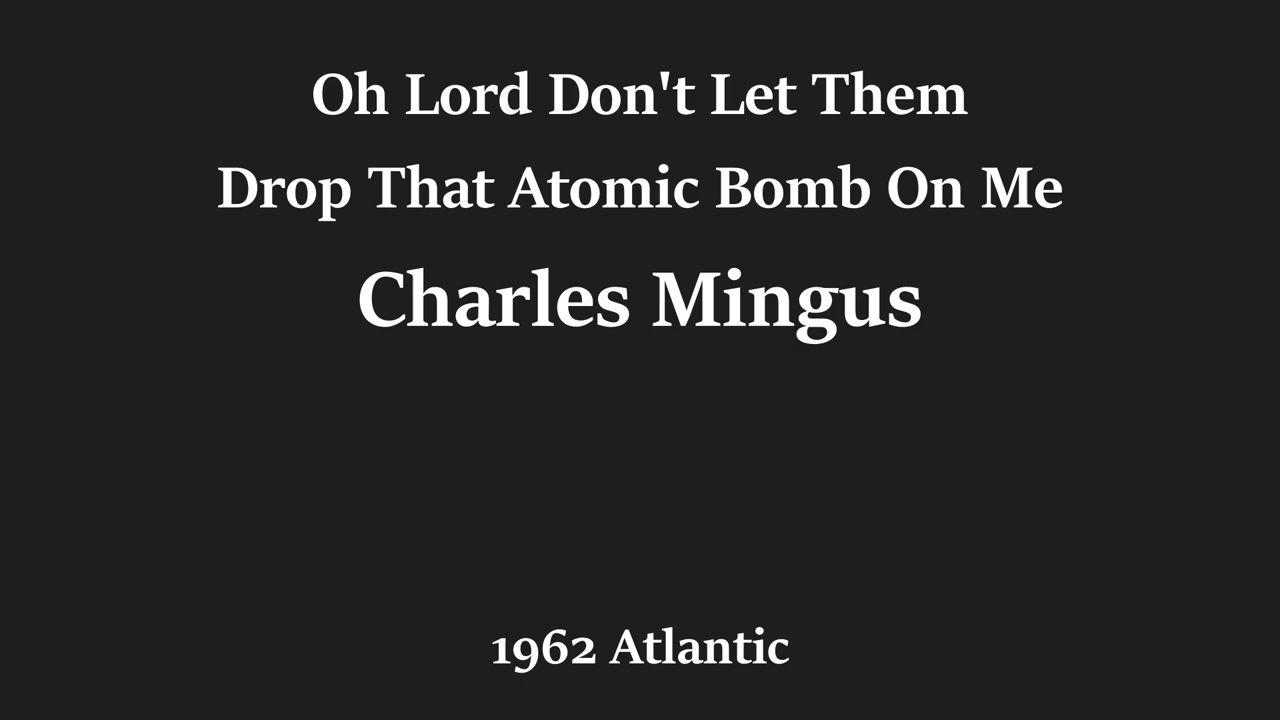 Oh Lord Don't Let Them
Drop That Atomic Bomb On Me
Charles Mingus
1962 Atlantic